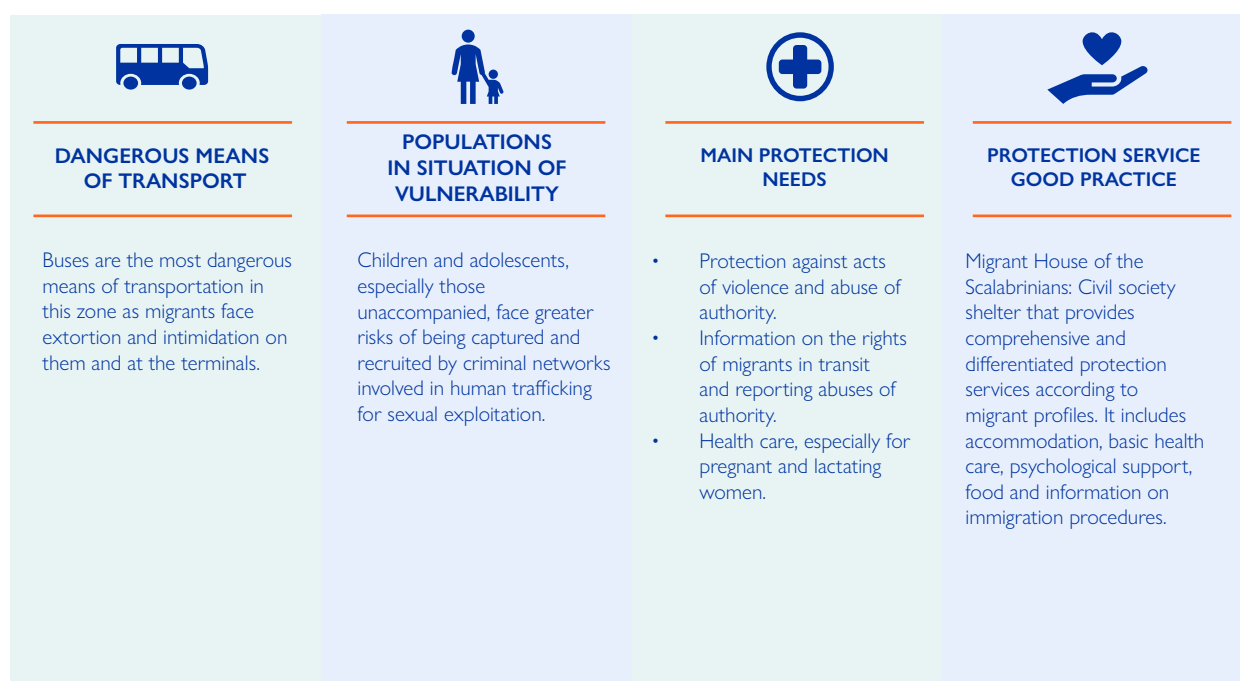 DANGEROUS MEANS
OF TRANSPORT
Buses are the most dangerous
means of transportation in
this zone as migrants face
extortion and intimidation on
them and at the terminals.
POPULATIONS
IN SITUATION OF
VULNERABILITY
Children and adolescents,
especially those
unaccompanied, face greater
risks of being captured and
recruited by criminal networks
involved in human trafficking
for sexual exploitation.
MAIN PROTECTION
NEEDS
• Protection against acts
of violence and abuse of
authority.
• Information on the rights
of migrants in transit
and reporting abuses of
authority.
• Health care, especially for
pregnant and lactating
women.
PROTECTION SERVICE
GOOD PRACTICE
Migrant House of the
Scalabrinians: Civil society
shelter that provides
comprehensive and
differentiated protection
services according to
migrant profiles. It includes
accommodation, basic health
care, psychological support,
food and information on
immigration procedures.